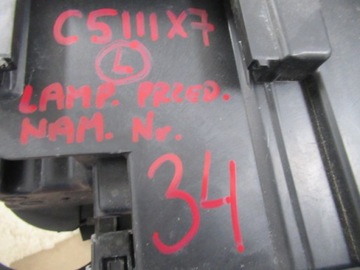 C5111X7
L
LAMP. PRZED.
NAM. Nr.
34